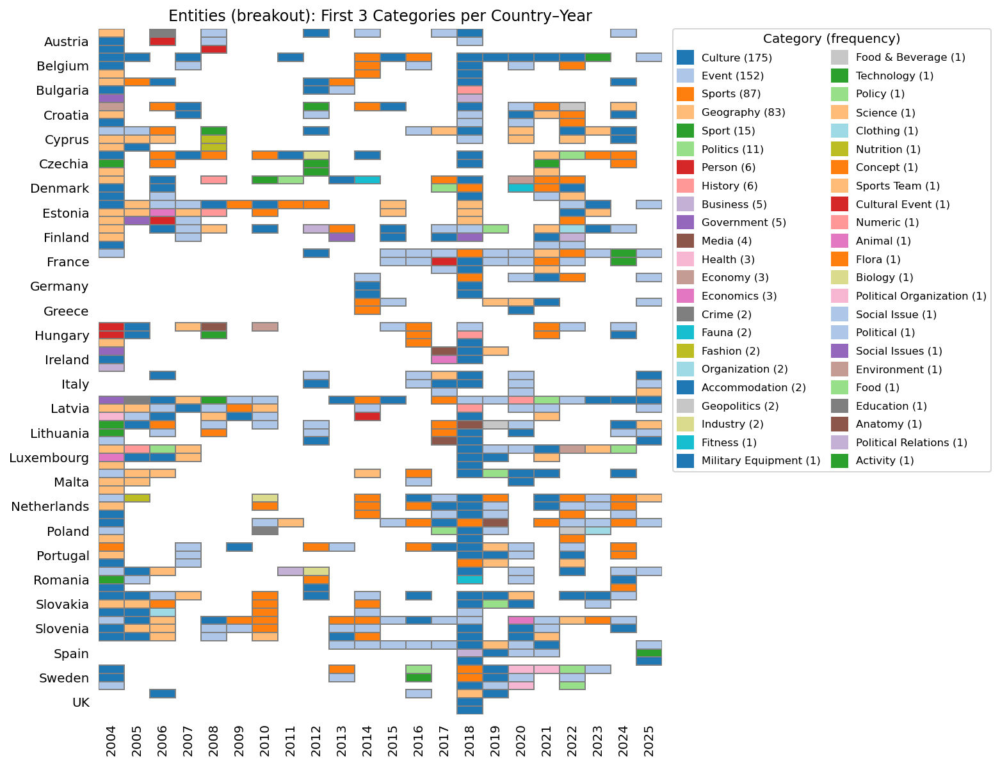 Entities (breakout): First 3 Categories per Country–Year
Austria
Belgium
Bulgaria
Croatia
Cyprus
Czechia
Denmark
Estonia
Finland
France
Germany
Greece
Hungary
Ireland
Italy
Latvia
Lithuania
Luxembourg
Malta
Netherlands
Poland
Portugal
Romania
Slovakia
Slovenia
Spain
Sweden
UK
2004
2005
2006
2007
2008
2009
2010
2011
2012
2013
2014
2015
2016
2017
2018
2019
2020
2021
2022
2023
2024
2025
Category (frequency)
Culture (175)
Event (152)
Sports (87)
Geography (83)
Sport (15)
Politics (11)
Person (6)
History (6)
Business (5)
Government (5)
Media (4)
Health (3)
Economy (3)
Economics (3)
Crime (2)
Fauna (2)
Fashion (2)
Organization (2)
Accommodation (2)
Geopolitics (2)
Industry (2)
Fitness (1)
Military Equipment (1)
Food & Beverage (1)
Technology (1)
Policy (1)
Science (1)
Clothing (1)
Nutrition (1)
Concept (1)
Sports Team (1)
Cultural Event (1)
Numeric (1)
Animal (1)
Flora (1)
Biology (1)
Political Organization (1)
Social Issue (1)
Political (1)
Social Issues (1)
Environment (1)
Food (1)
Education (1)
Anatomy (1)
Political Relations (1)
Activity (1)